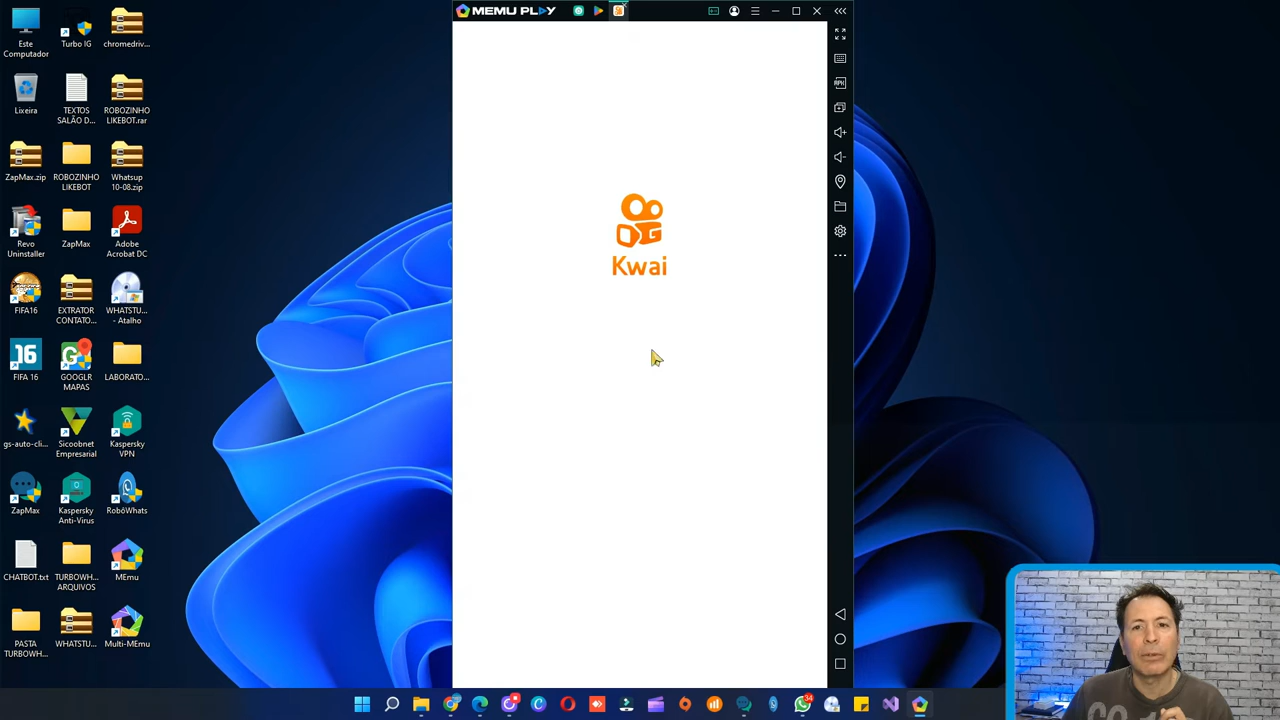 MEMU PLAY
Este
Computador
Turbo IG
chromedriv...
Lixeira
TEXTOS
SALÃO D...
ROBOZINHO
LIKEBOT.rar
ZapMax.zip
ROBOZINHO
LIKEBOT
Whatsup
10-08.zip
Revo
Uninstaller
ZapMax
Adobe
Acrobat DC
FIFA16
EXTRATOR
CONTATO...
WHATSTU...
- Atalho
16
FIFA 16
GOOGLR
MAPAS
LABORATO...
gs-auto-cli...
Sicoobnet
Empresarial
Kaspersky
VPN
ZapMax
Kaspersky
Anti-Virus
RobôWhats
CHATBOT.txt
TURBOWH...
ARQUIVOS
MEmu
PASTA
TURBOWH...
WHATSTU...
Multi-MEmu
Kwai
34